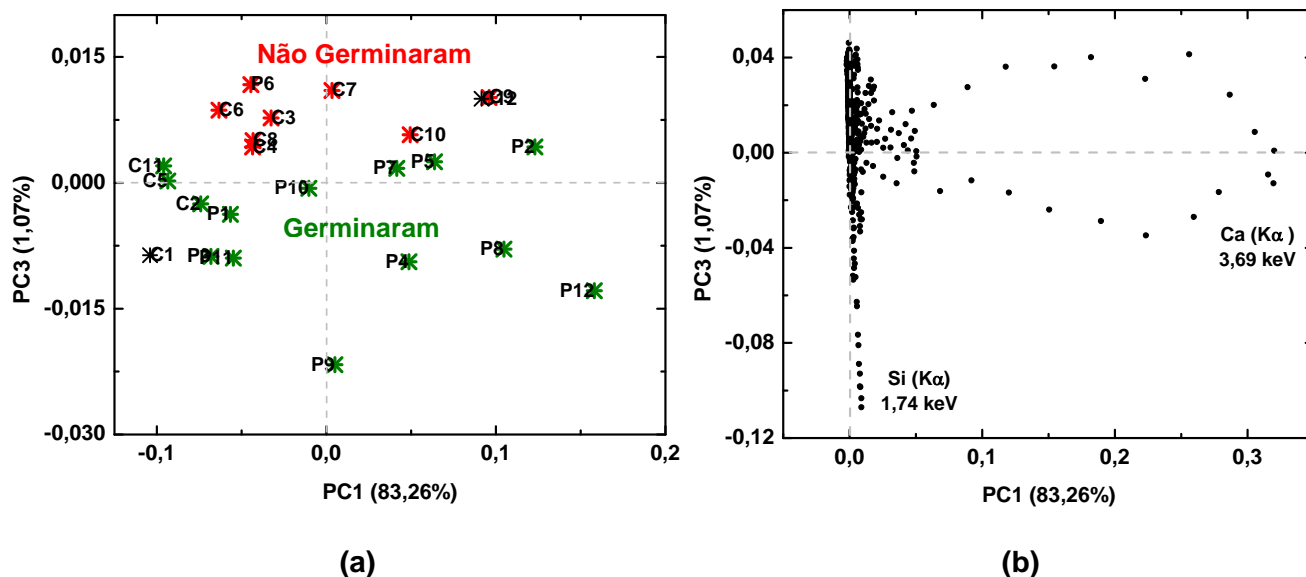 0,015
0,000
-0,015
-0,030
PC3 (1,07%)
Não Germinaram
Germinaram
P6
C6
C3
C7
C8
C4
C9
C12
C10
P2
C11
C5
P7
P5
P10
C2
P1
C1
P11
P4
P8
P12
P9
-0,1
0,0
0,1
0,2
PC1 (83,26%)
(a)
0,04
0,00
-0,04
-0,08
-0,12
PC3 (1,07%)
Ca (Kα)
3,69 keV
Si (Kα)
1,74 keV
0,0
0,1
0,2
0,3
PC1 (83,26%)
(b)